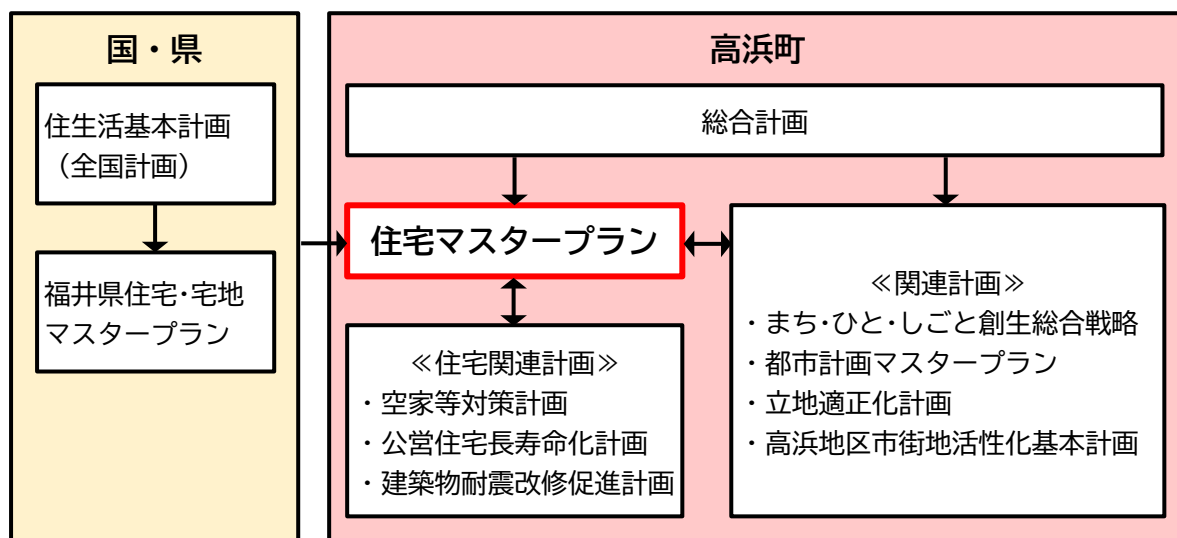 国・県
住生活基本計画
（全国計画）
福井県住宅･宅地
マスタープラン
高浜町
総合計画
住宅マスタープラン
≪住宅関連計画≫
・空家等対策計画
・公営住宅長寿命化計画
・建築物耐震改修促進計画
≪関連計画≫
・まち･ひと･しごと創生総合戦略
・都市計画マスタープラン
・立地適正化計画
・高浜地区市街地活性化基本計画